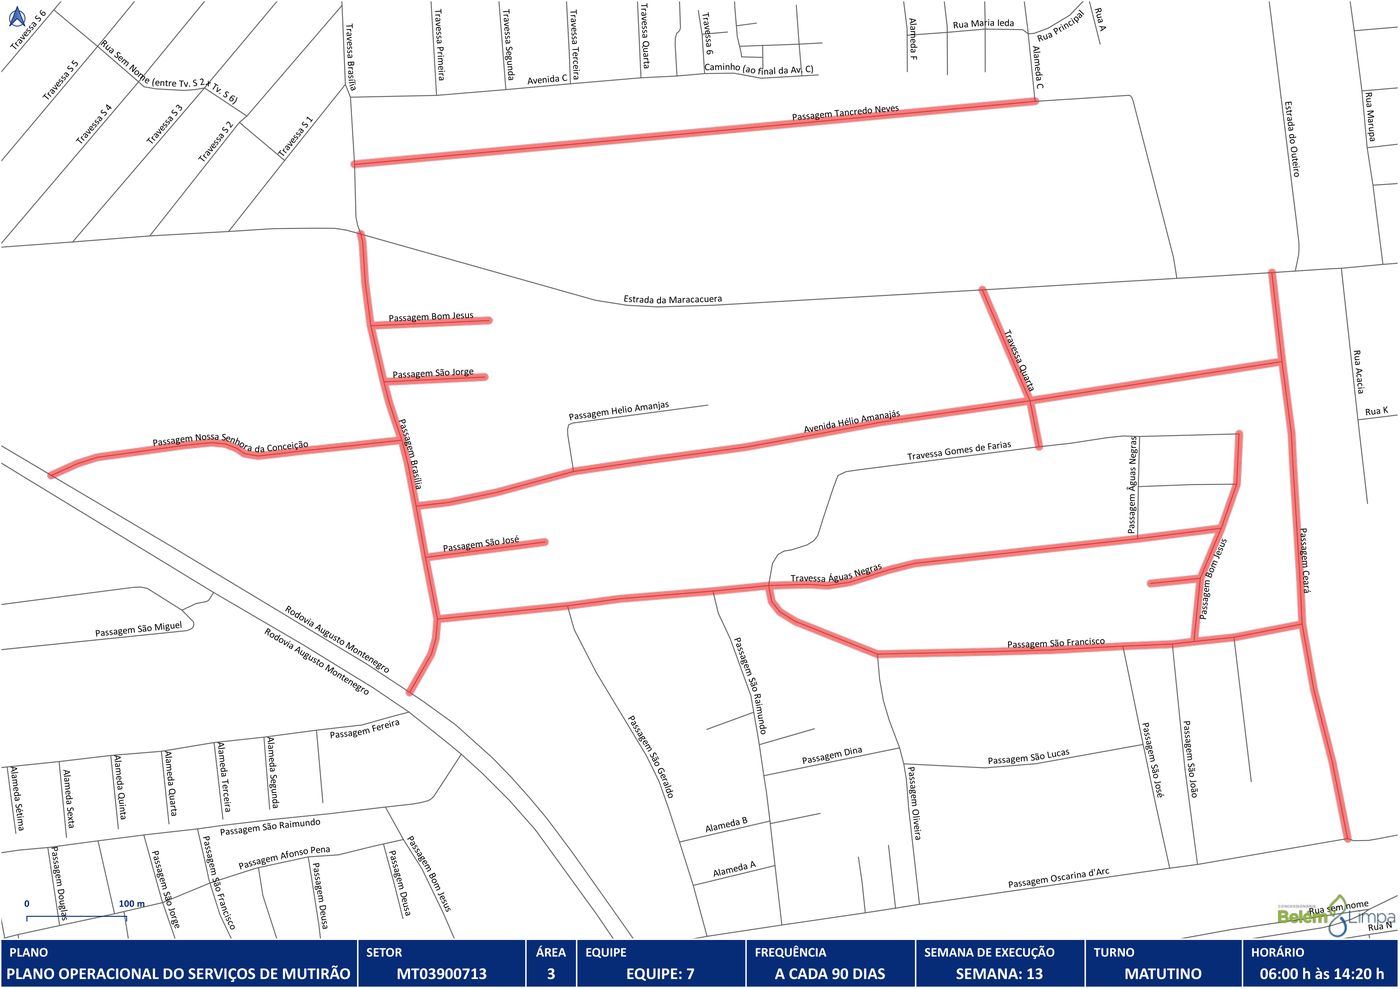 Travessa S 6
Travessa Brasília
Travessa Primeira
Travessa Segunda
Travessa Terceira
Travessa Quarta
Travessa 6
Alameda F
Rua Maria Ieda
Rua Principal
Rua A
Rua Sem Nome (entre Tv. S 2 e Tv. S 6)
Travessa S 5
Avenida C
Caminho (ao final da Av. C)
Alameda C
Travessa S 4
Travessa S 3
Travessa S 2
Travessa S 1
Passagem Tancredo Neves
Estrada do Outeiro
Rua Marupa
Estrada da Maracacuera
Passagem Bom Jesus
Passagem São Jorge
Travessa Quarta
Rua Acacia
Passagem Helio Amanjas
Avenida Hélio Amanajás
Rua K
Passagem Nossa Senhora da Conceição
Passagem Brasília
Travessa Gomes de Farias
Passagem Águas Negras
Passagem São José
Travessa Águas Negras
Passagem Bom Jesus
Passagem Ceará
Rodovia Augusto Montenegro
Rodovia Augusto Montenegro
Passagem São Miguel
Passagem São Francisco
Passagem São Raimundo
Passagem São Geraldo
Passagem Fereira
Passagem Dina
Passagem São Lucas
Passagem São José
Passagem São João
Passagem Oliveira
Alameda Sétima
Alameda Sexta
Alameda Quinta
Alameda Quarta
Alameda Terceira
Alameda Segunda
Passagem São Raimundo
Alameda B
Alameda A
Passagem Afonso Pena
Passagem Douglas
Passagem São Jorge
Passagem São Francisco
Passagem Deusa
Passagem Deusa
Passagem Bom Jesus
Passagem Oscarina d'Arc
Rua sem nome
Rua N
0 100 m
CONCESSIONÁRIA
Belém Limpa
PLANO
PLANO OPERACIONAL DO SERVIÇOS DE MUTIRÃO
SETOR
MT03900713
ÁREA
3
EQUIPE
EQUIPE: 7
FREQUÊNCIA
A CADA 90 DIAS
SEMANA DE EXECUÇÃO
SEMANA: 13
TURNO
MATUTINO
HORÁRIO
06:00 h às 14:20 h